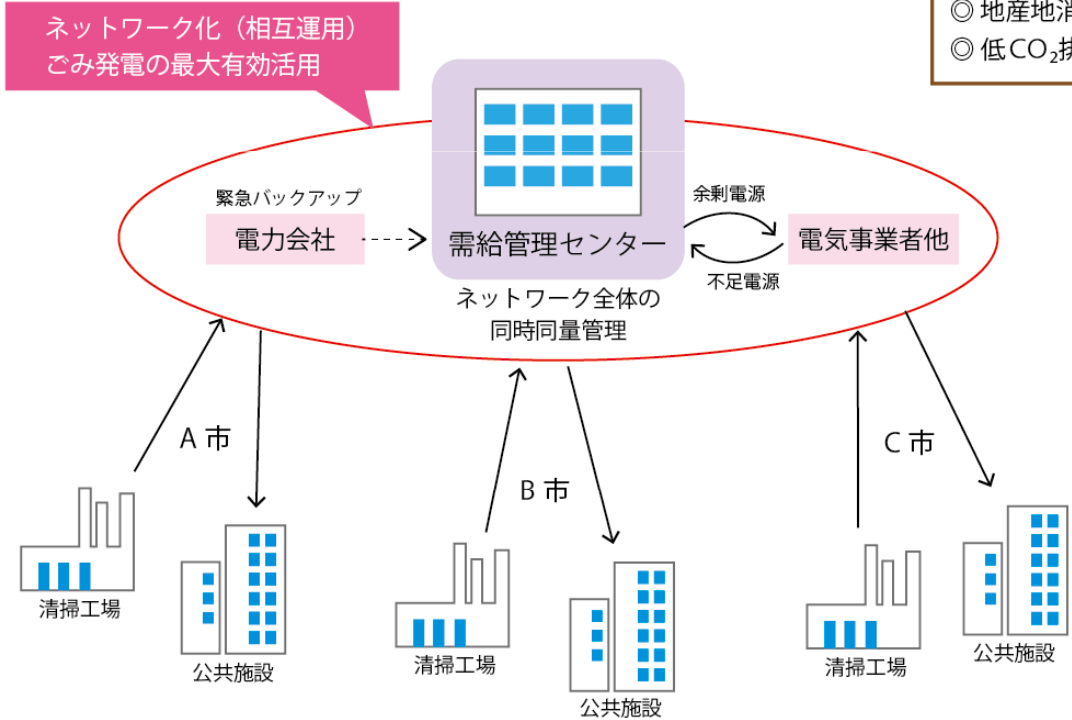 ネットワーク化（相互運用）
ごみ発電の最大有効活用
◎ 地産地消
◎ 低CO₂排
緊急バックアップ
電力会社
需給管理センター
余剰電源
不足電源
電気事業者他
ネットワーク全体の
同時同量管理
A 市
B 市
C 市
清掃工場
公共施設
清掃工場
公共施設
清掃工場
公共施設